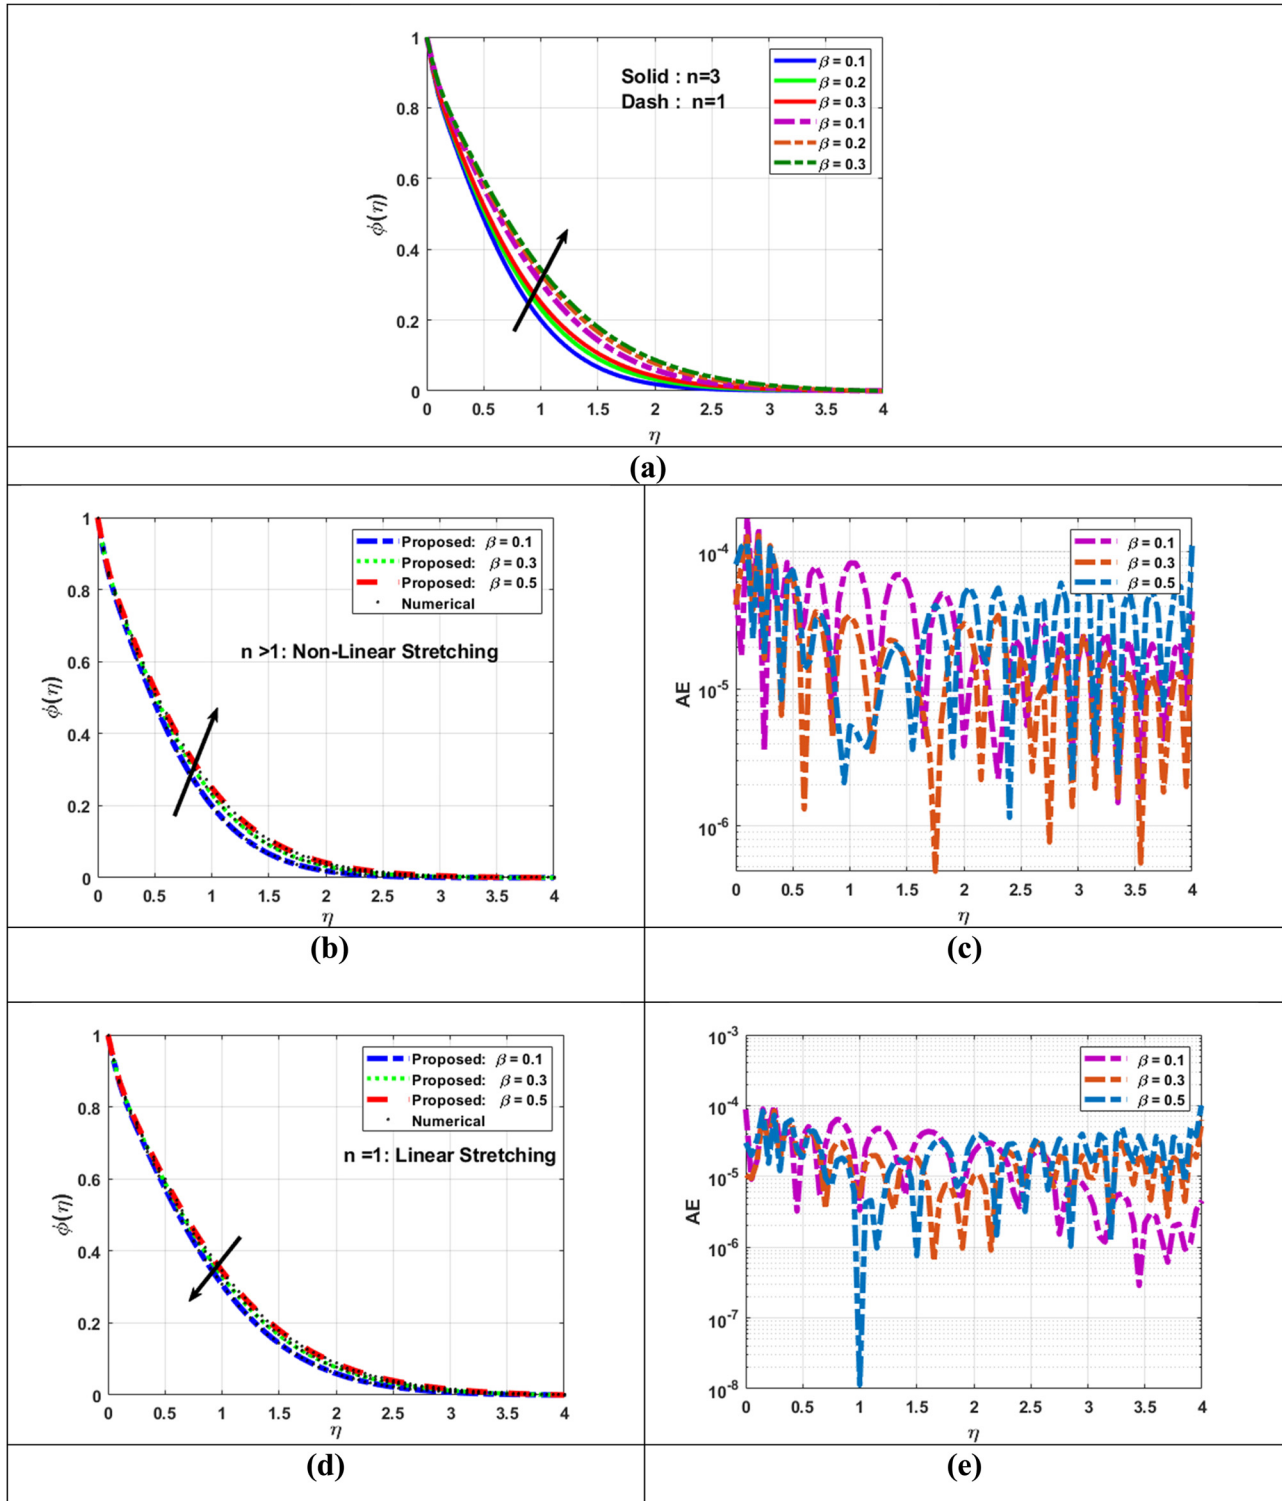 1
0.8
0.6
0.4
0.2
0
ϕ(η)
Solid : n=3
Dash : n=1
β = 0.1
β = 0.2
β = 0.3
β = 0.1
β = 0.2
β = 0.3
0 0.5 1 1.5 2 2.5 3 3.5 4
η
(a)
1
0.8
0.6
0.4
0.2
0
ϕ(η)
Proposed: β = 0.1
Proposed: β = 0.3
Proposed: β = 0.5
Numerical
n >1: Non-Linear Stretching
0.5 1 1.5 2 2.5 3 3.5 4
η
(b)
10^-4
10^-5
10^-6
AE
β = 0.1
β = 0.3
β = 0.5
0 0.5 1 1.5 2 2.5 3 3.5 4
η
(c)
1
0.8
0.6
0.4
0.2
0
ϕ(η)
Proposed: β = 0.1
Proposed: β = 0.3
Proposed: β = 0.5
Numerical
n =1: Linear Stretching
0 0.5 1 1.5 2 2.5 3 3.5 4
η
(d)
10^-3
10^-4
10^-5
10^-6
10^-7
10^-8
AE
β = 0.1
β = 0.3
β = 0.5
0 0.5 1 1.5 2 2.5 3 3.5 4
η
(e)